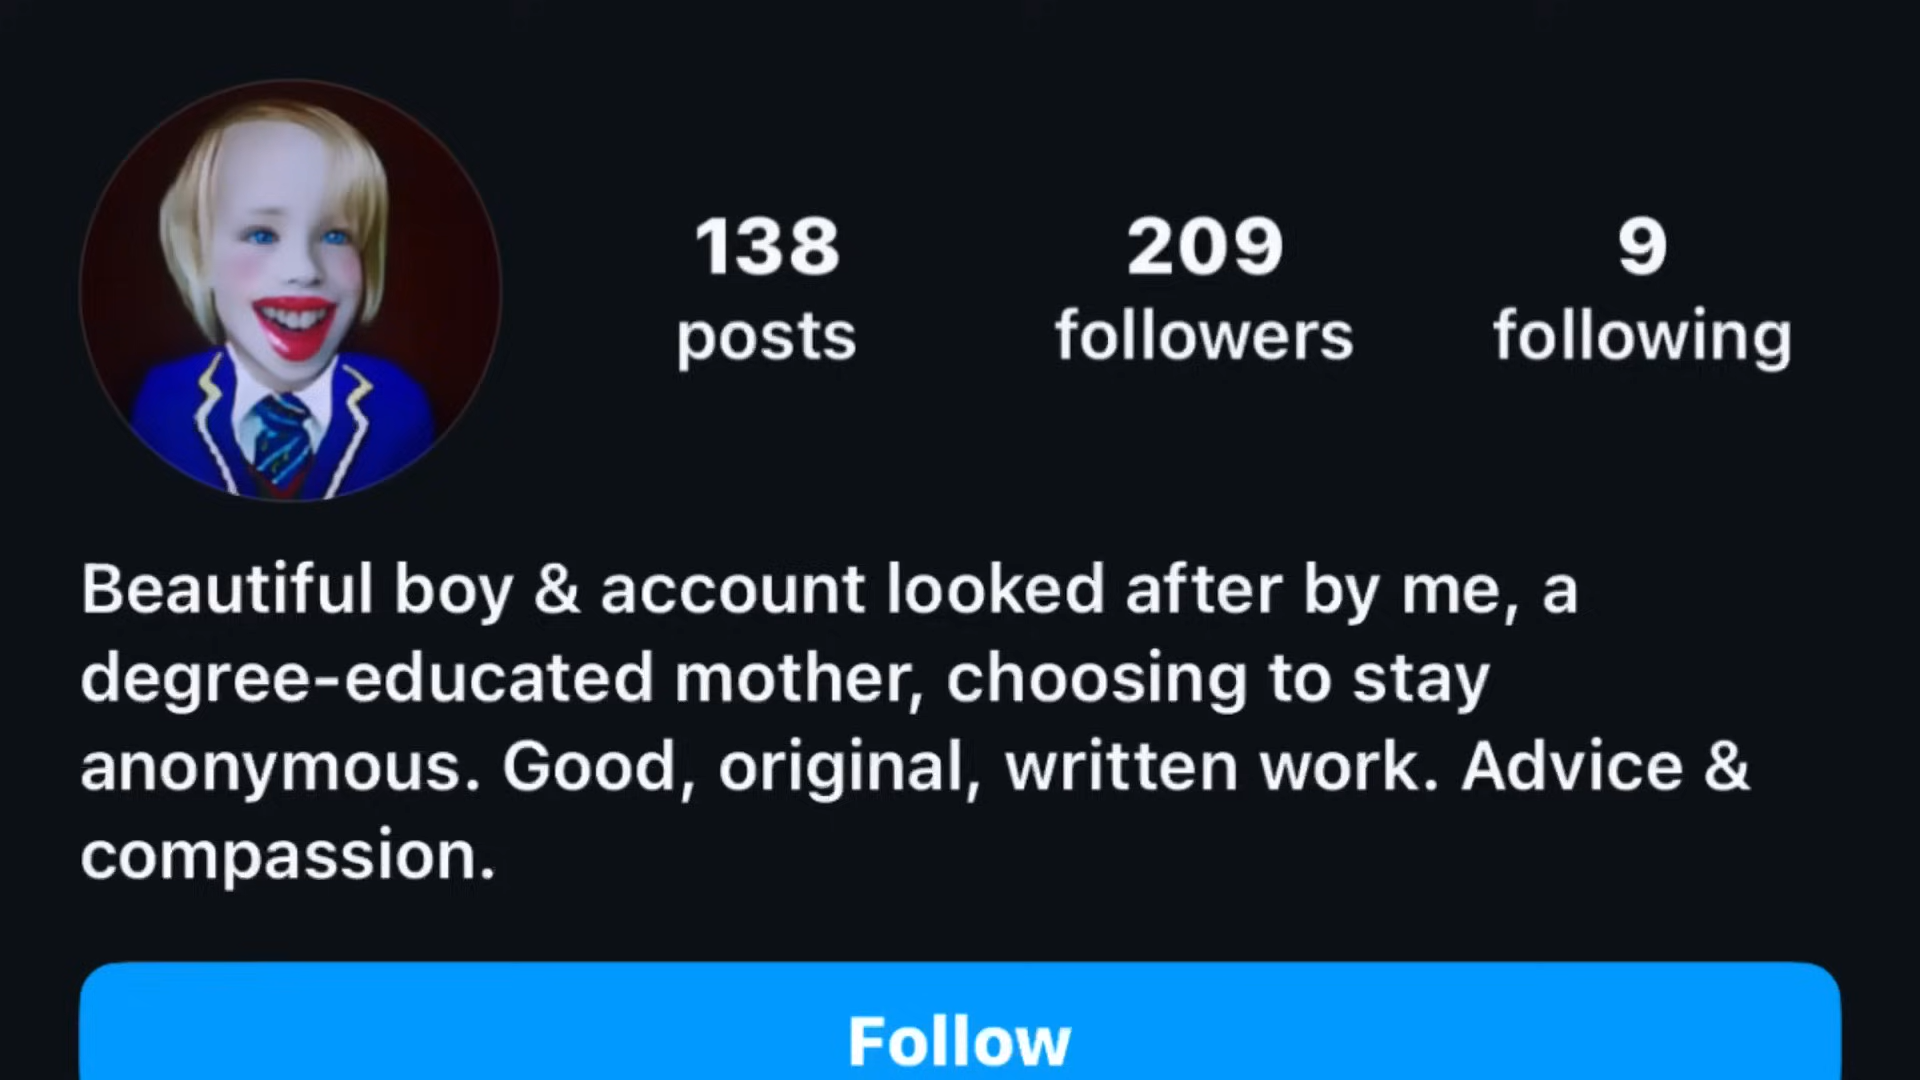 138
posts
209
followers
9
following
Beautiful boy & account looked after by me, a
degree-educated mother, choosing to stay
anonymous. Good, original, written work. Advice &
compassion.
Follow